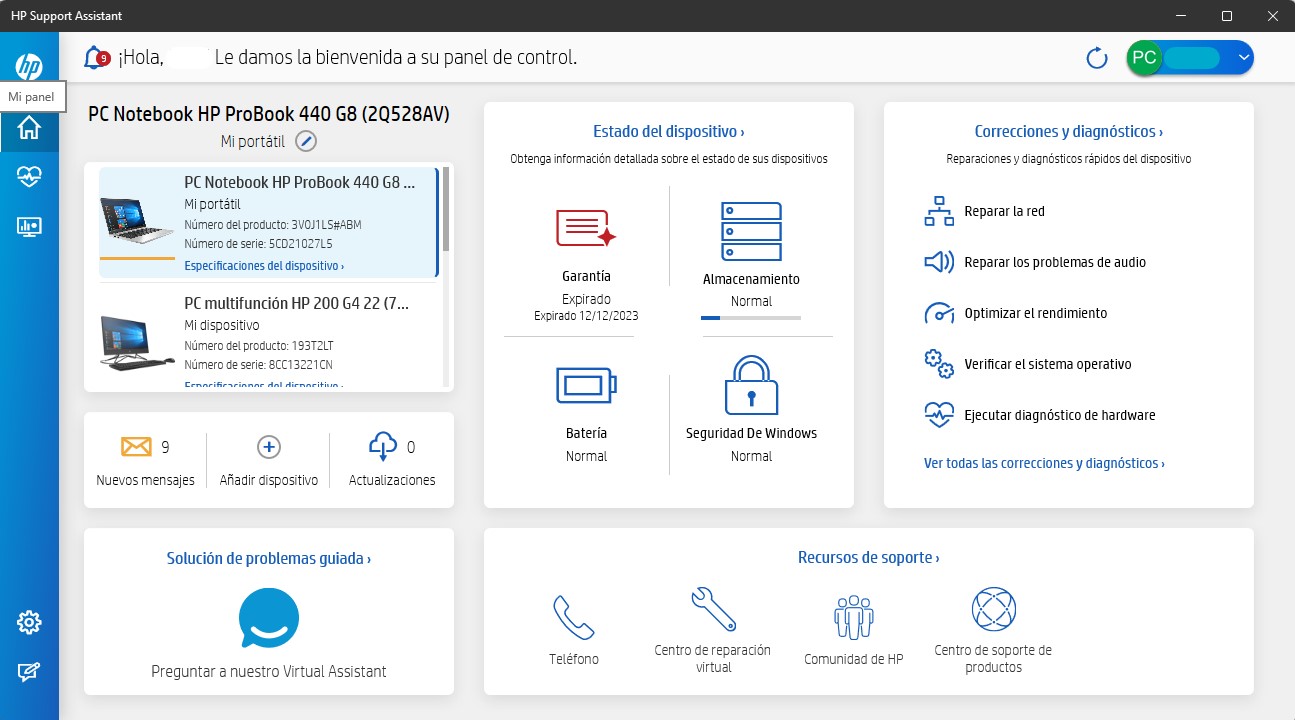 HP Support Assistant
hp
9
¡Hola, Le damos la bienvenida a su panel de control.
PC
Mi panel
PC Notebook HP ProBook 440 G8 (2Q528AV)
Mi portátil
PC Notebook HP ProBook 440 G8 ...
Mi portátil
Número del producto: 3V0J1LS#ABM
Número de serie: 5CD21027L5
Especificaciones del dispositivo ›
PC multifunción HP 200 G4 22 (7...
Mi dispositivo
Número del producto: 193T2LT
Número de serie: 8CC13221CN
Especificaciones del dispositivo ›
9
Nuevos mensajes
Añadir dispositivo
0
Actualizaciones
Solución de problemas guiada ›
Preguntar a nuestro Virtual Assistant
Estado del dispositivo ›
Obtenga información detallada sobre el estado de sus dispositivos
Garantía
Expirado
Expirado 12/12/2023
Almacenamiento
Normal
Batería
Normal
Seguridad De Windows
Normal
Correcciones y diagnósticos ›
Reparaciones y diagnósticos rápidos del dispositivo
Reparar la red
Reparar los problemas de audio
Optimizar el rendimiento
Verificar el sistema operativo
Ejecutar diagnóstico de hardware
Ver todas las correcciones y diagnósticos ›
Recursos de soporte ›
Teléfono
Centro de reparación
virtual
Comunidad de HP
Centro de soporte de
productos